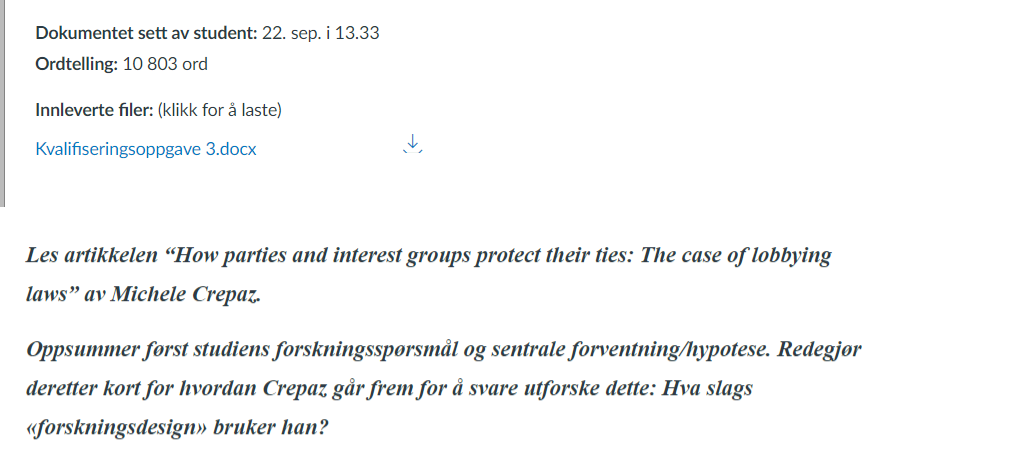 Dokumentet sett av student: 22. sep. i 13.33
Ordtelling: 10 803 ord
Innleverte filer: (klikk for å laste)
Kvalifiseringsoppgave 3.docx
Les artikkelen “How parties and interest groups protect their ties: The case of lobbying
laws” av Michele Crepaz.
Oppsummer først studiens forskningsspørsmål og sentrale forventning/hypotese. Redegjør
deretter kort for hvordan Crepaz går frem for å svare utforske dette: Hva slags
«forskningsdesign» bruker han?